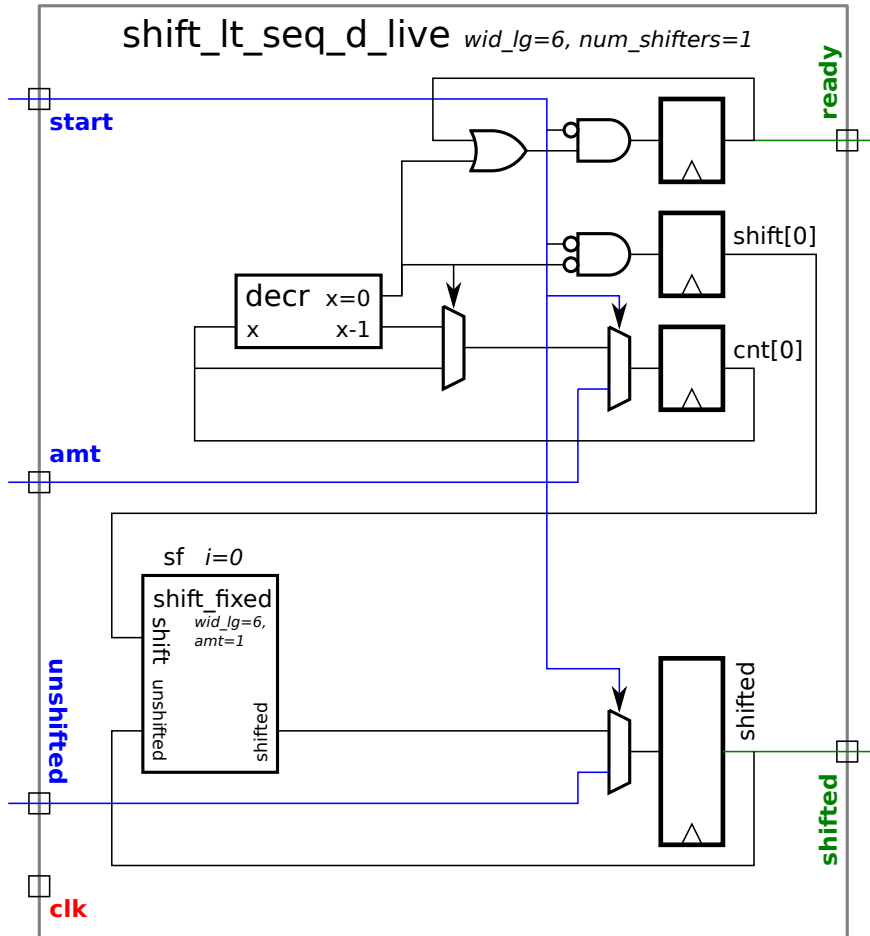 shift_lt_seq_d_live wid_lg=6, num_shifters=1
start
ready
shift[0]
decr x=0
x x-1
cnt[0]
amt
sf i=0
shift_fixed
wid_lg=6,
amt=1
shift
unshifted
shifted
unshifted
shifted
shifted
clk